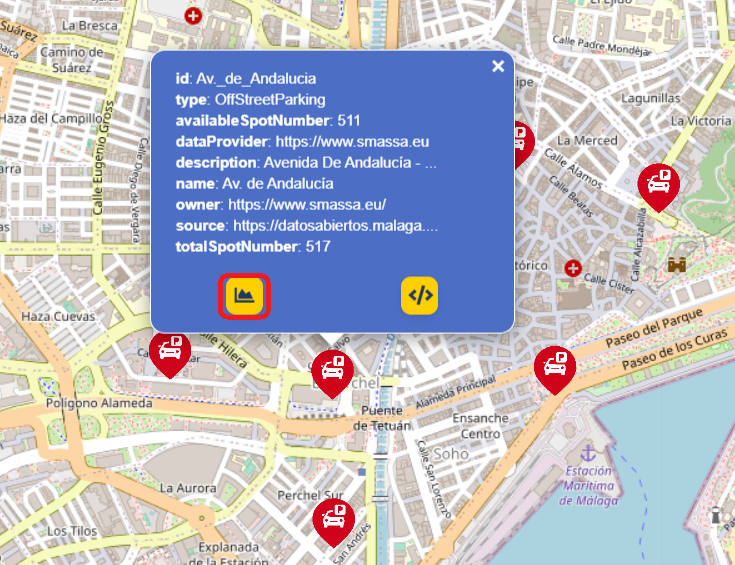 La Bresca
El Ejido
Suárez
Camino de
Suárez
Calle Padre Mondéjar
id: Av._de_Andalucia
type: OffStreetParking
availableSpotNumber: 511
dataProvider: https://www.smassa.eu
description: Avenida De Andalucía - ...
name: Av. de Andalucía
owner: https://www.smassa.eu/
source: https://datosabiertos.malaga....
totalSpotNumber: 517
</>
Haza del Campillo
Calle Eugenio Gross
Calle Diego de Vergara
Lagunillas
La Victoria
La Merced
Calle Álamos
Calle Beatas
Calle Alcazabilla
Calle Císter
Haza Cuevas
Calle Hilera
Paseo del Parque
Paseo de los Curas
Polígono Alameda
Alameda Principal
Puente
de Tetuán
Ensanche
Centro
Soho
Calle San Lorenzo
Estación
Marítima
de Málaga
La Aurora
Perchel Sur
Los Tilos
Explanada
de la Estación
San Andrés
P
P
P
P
P
P